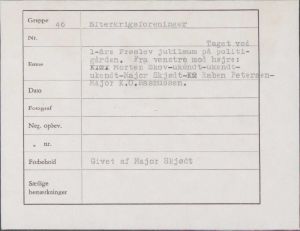 Gruppe 46 Efterkrigsforeninger
Nr.
Taget ved
1-års Frøslev jubilæum på politi-
Emne gården. Fra venstre mod højre:
Morten Skov-ukendt-ukendt-
ukendt-Major Skjødt- Raben Petersen-
Major K.O.Rasmussen.
Dato
Fotograf
Neg. opbev.
" nr.
Forbehold Givet af Major Skjødt
Særlige
bemærkninger